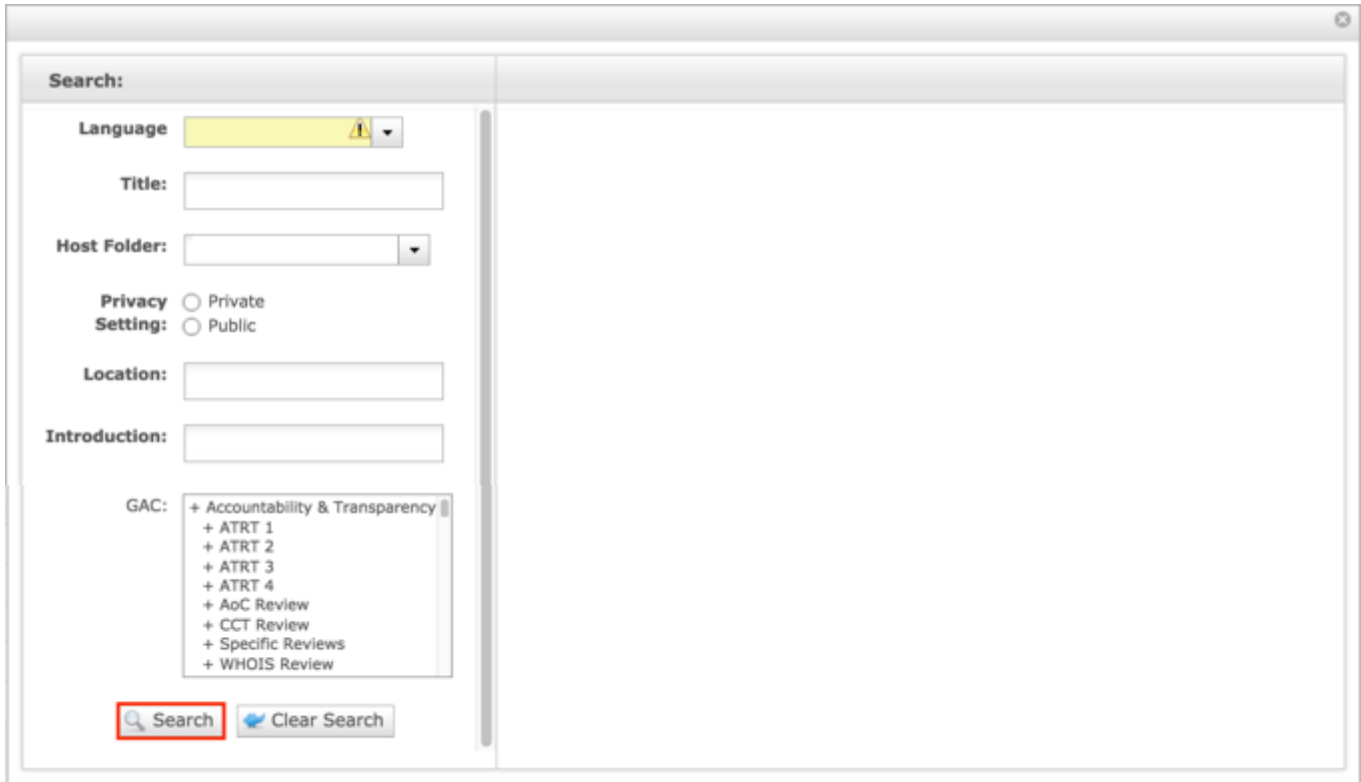 Search:
Language
Title:
Host Folder:
Privacy Setting:
Private
Public
Location:
Introduction:
GAC:
+ Accountability & Transparency
+ ATRT 1
+ ATRT 2
+ ATRT 3
+ ATRT 4
+ AoC Review
+ CCT Review
+ Specific Reviews
+ WHOIS Review
Search
Clear Search